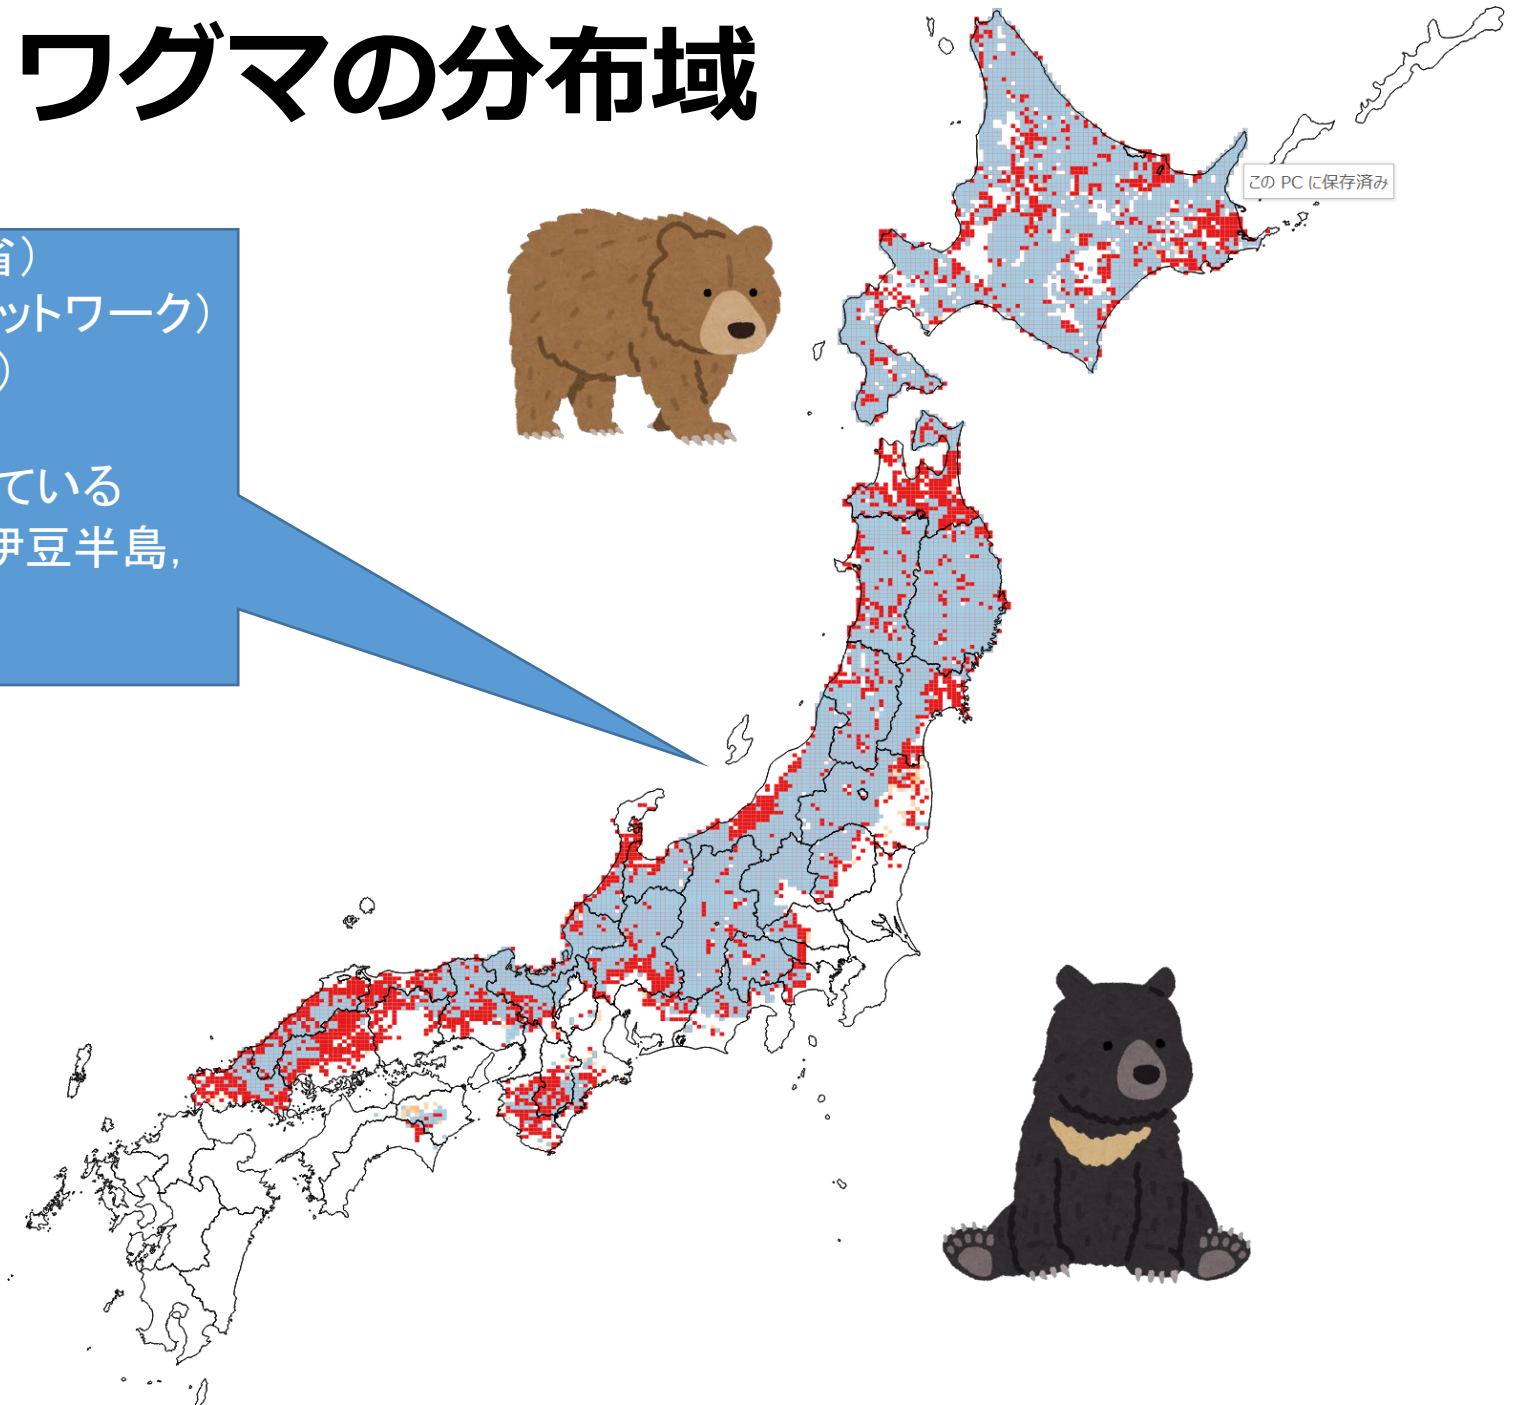 ワグマの分布域
省）
ットワーク）
）
ている
伊豆半島，
この PC に保存済み